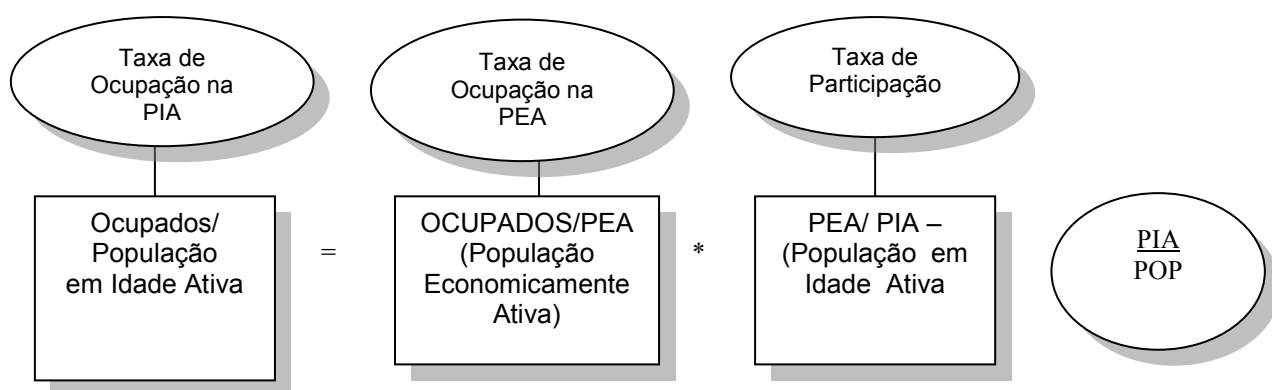 Taxa de
Ocupação na
PIA
Taxa de
Ocupação na
PEA
Taxa de
Participação
Ocupados/
População
em Idade Ativa
=
OCUPADOS/PEA
(População
Economicamente
Ativa)
*
PEA/ PIA –
(População em
Idade Ativa
PIA
POP